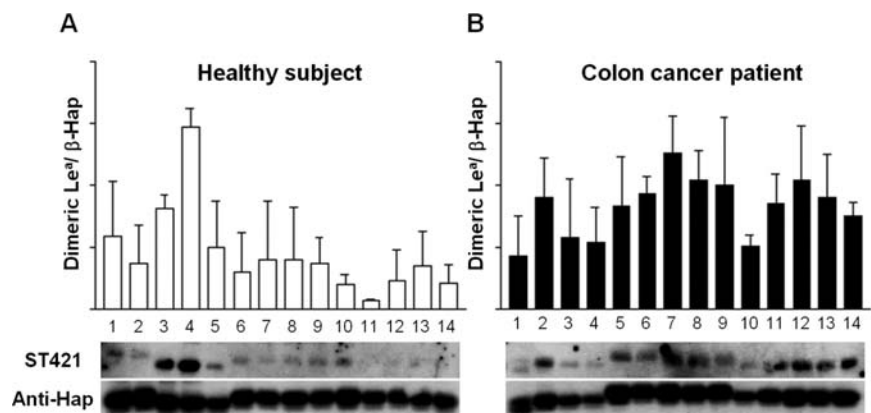 A
B
Healthy subject
Colon cancer patient
Dimeric Leᵃ/ β-Hap
Dimeric Leᵃ/ β-Hap
1 2 3 4 5 6 7 8 9 10 11 12 13 14
1 2 3 4 5 6 7 8 9 10 11 12 13 14
ST421
Anti-Hap